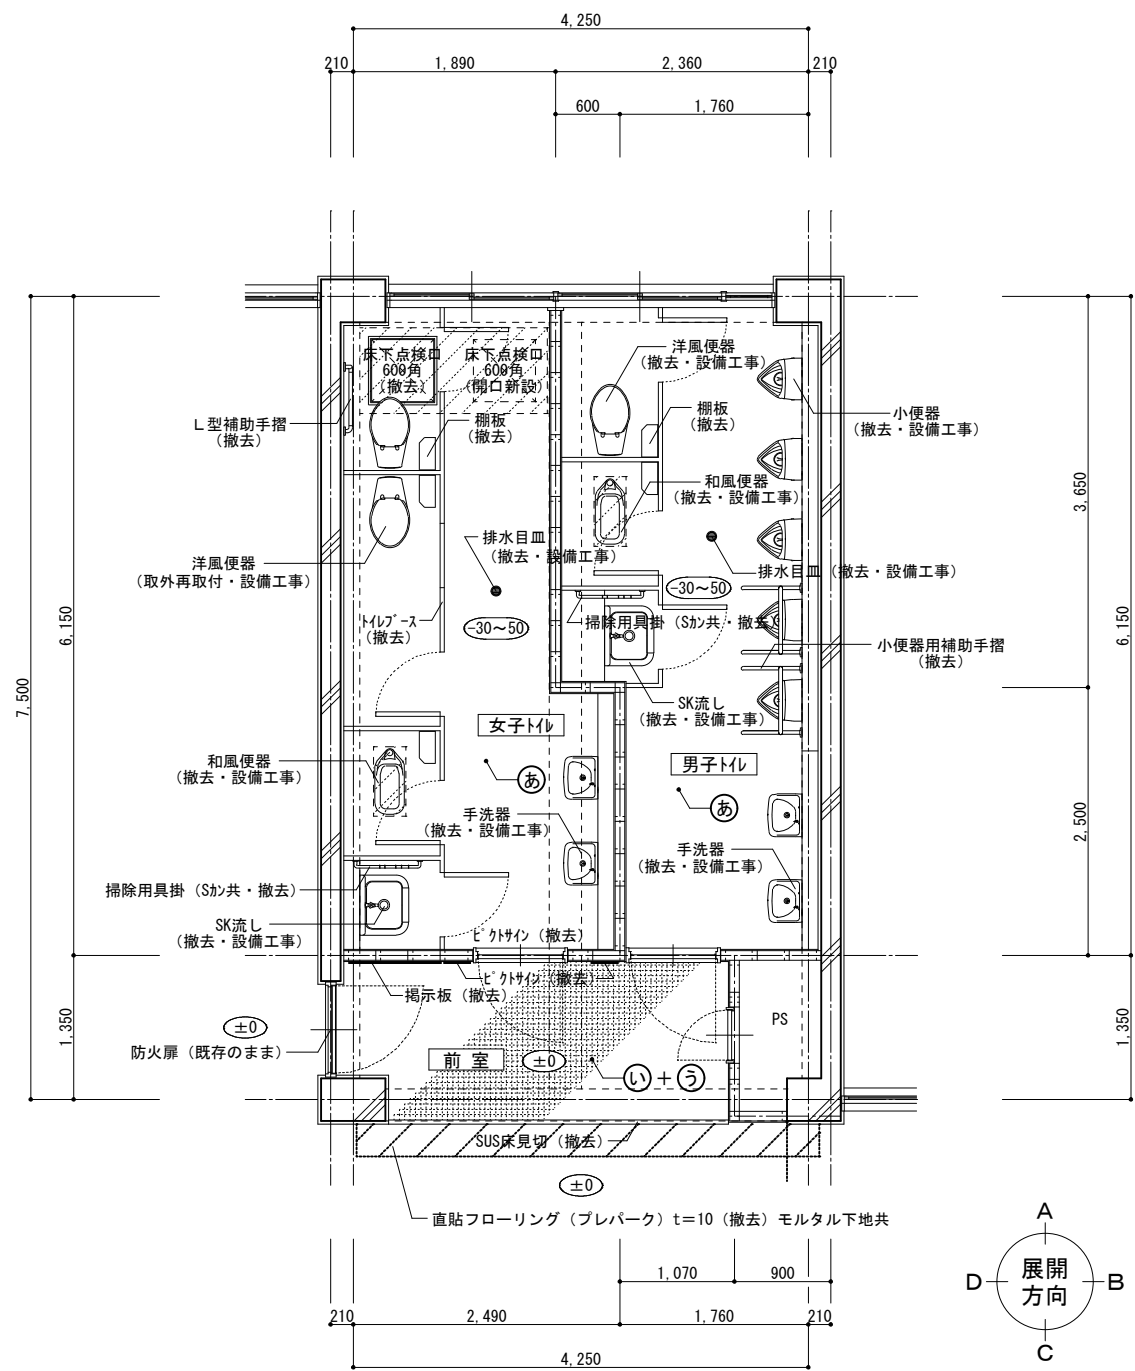 4,250
210
1,890
2,360
210
600
1,760
床下点検口
600角
(撤去)
床下点検口
600角
(開口新設)
洋風便器
(撤去・設備工事)
L型補助手摺
(撤去)
棚板
(撤去)
棚板
(撤去)
小便器
(撤去・設備工事)
和風便器
(撤去・設備工事)
3,650
排水目皿
(撤去・設備工事)
洋風便器
(取外再取付・設備工事)
排水目皿 (撤去・設備工事)
-30~50
トイレブース
(撤去)
-30~50
掃除用具掛 (Sカン共・撤去)
小便器用補助手摺
(撤去)
7,500
6,150
6,150
SK流し
(撤去・設備工事)
女子トイレ
和風便器
(撤去・設備工事)
男子トイレ
あ
あ
手洗器
(撤去・設備工事)
2,500
手洗器
(撤去・設備工事)
掃除用具掛 (Sカン共・撤去)
SK流し
(撤去・設備工事)
ピクトサイン (撤去)
ピクトサイン (撤去)
掲示板 (撤去)
±0
防火扉 (既存のまま)
1,350
前室
±0
い + う
PS
1,350
SUS床見切 (撤去)
±0
直貼フローリング (プレパーク) t=10 (撤去) モルタル下地共
1,070
900
210
2,490
1,760
210
4,250
A
D
展開
方向
B
C